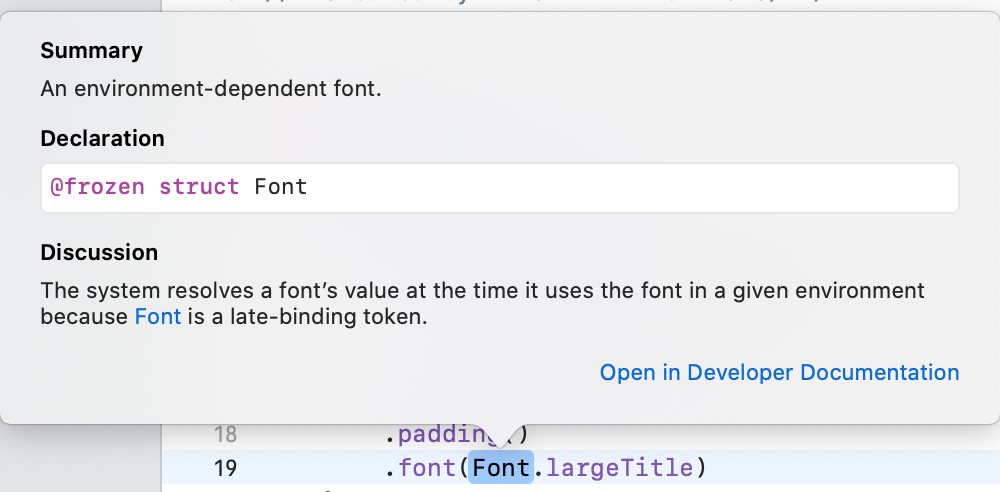 Summary
An environment-dependent font.
Declaration
@frozen struct Font
Discussion
The system resolves a font’s value at the time it uses the font in a given environment
because Font is a late-binding token.
Open in Developer Documentation
18 .padding()
19 .font(Font.largeTitle)